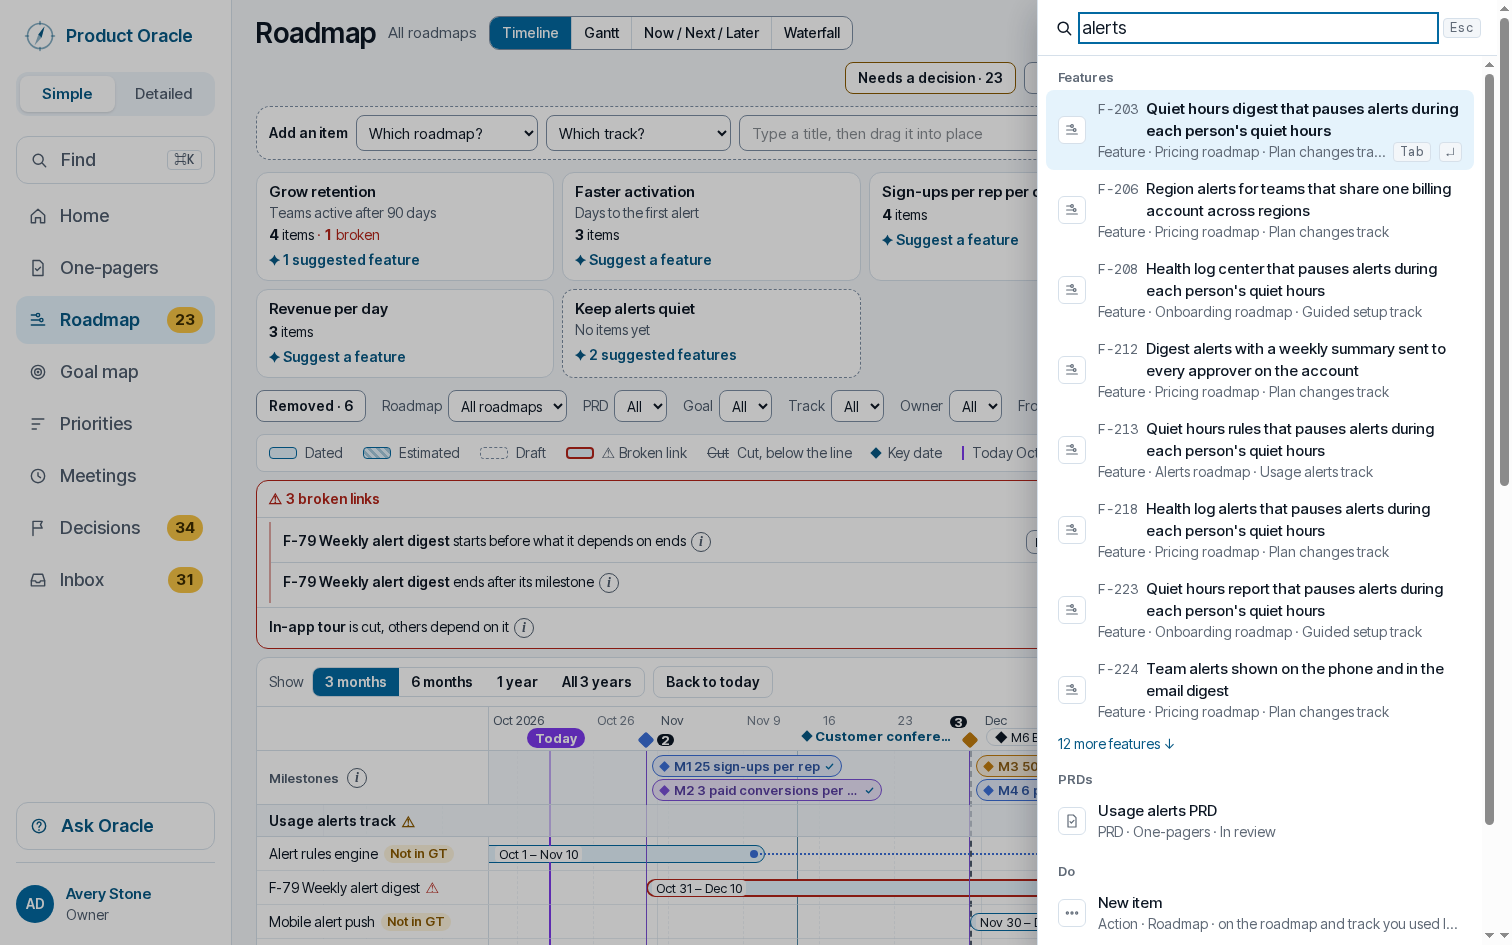 Product Oracle
Simple
Detailed
Find
⌘K
Home
One-pagers
Roadmap
23
Goal map
Priorities
Meetings
Decisions
34
Inbox
31
Ask Oracle
AD
Avery Stone
Owner
Roadmap
All roadmaps
Timeline
Gantt
Now / Next / Later
Waterfall
Needs a decision · 23
Add an item
Which roadmap?
Which track?
Type a title, then drag it into place
Grow retention
Teams active after 90 days
4 items · 1 broken
✦ 1 suggested feature
Faster activation
Days to the first alert
3 items
✦ Suggest a feature
Sign-ups per rep per
4 items
✦ Suggest a feature
Revenue per day
3 items
✦ Suggest a feature
Keep alerts quiet
No items yet
✦ 2 suggested features
Removed · 6
Roadmap
All roadmaps
PRD
All
Goal
All
Track
All
Owner
All
Dated
Estimated
Draft
⚠ Broken link
Cut
Cut, below the line
Key date
Today Oct
⚠ 3 broken links
F-79 Weekly alert digest starts before what it depends on ends i
F-79 Weekly alert digest ends after its milestone i
In-app tour is cut, others depend on it i
Show
3 months
6 months
1 year
All 3 years
Back to today
Oct 2026
Oct 26
Nov
Nov 9
16
23
3
Dec
Today
2
Customer confere...
M6
Milestones i
M1 25 sign-ups per rep ✓
M3 50
M2 3 paid conversions per ... ✓
M4 6
Usage alerts track ⚠
Alert rules engine
Not in GT
Oct 1 – Nov 10
F-79 Weekly alert digest ⚠
Oct 31 – Dec 10
Mobile alert push
Not in GT
Nov 30 –
alerts
Esc
Features
F-203 Quiet hours digest that pauses alerts during
each person's quiet hours
Feature · Pricing roadmap · Plan changes tra...
Tab
↵
F-206 Region alerts for teams that share one billing
account across regions
Feature · Pricing roadmap · Plan changes track
F-208 Health log center that pauses alerts during
each person's quiet hours
Feature · Onboarding roadmap · Guided setup track
F-212 Digest alerts with a weekly summary sent to
every approver on the account
Feature · Pricing roadmap · Plan changes track
F-213 Quiet hours rules that pauses alerts during
each person's quiet hours
Feature · Alerts roadmap · Usage alerts track
F-218 Health log alerts that pauses alerts during
each person's quiet hours
Feature · Pricing roadmap · Plan changes track
F-223 Quiet hours report that pauses alerts during
each person's quiet hours
Feature · Onboarding roadmap · Guided setup track
F-224 Team alerts shown on the phone and in the
email digest
Feature · Pricing roadmap · Plan changes track
12 more features ↓
PRDs
Usage alerts PRD
PRD · One-pagers · In review
Do
New item
Action · Roadmap · on the roadmap and track you used l...